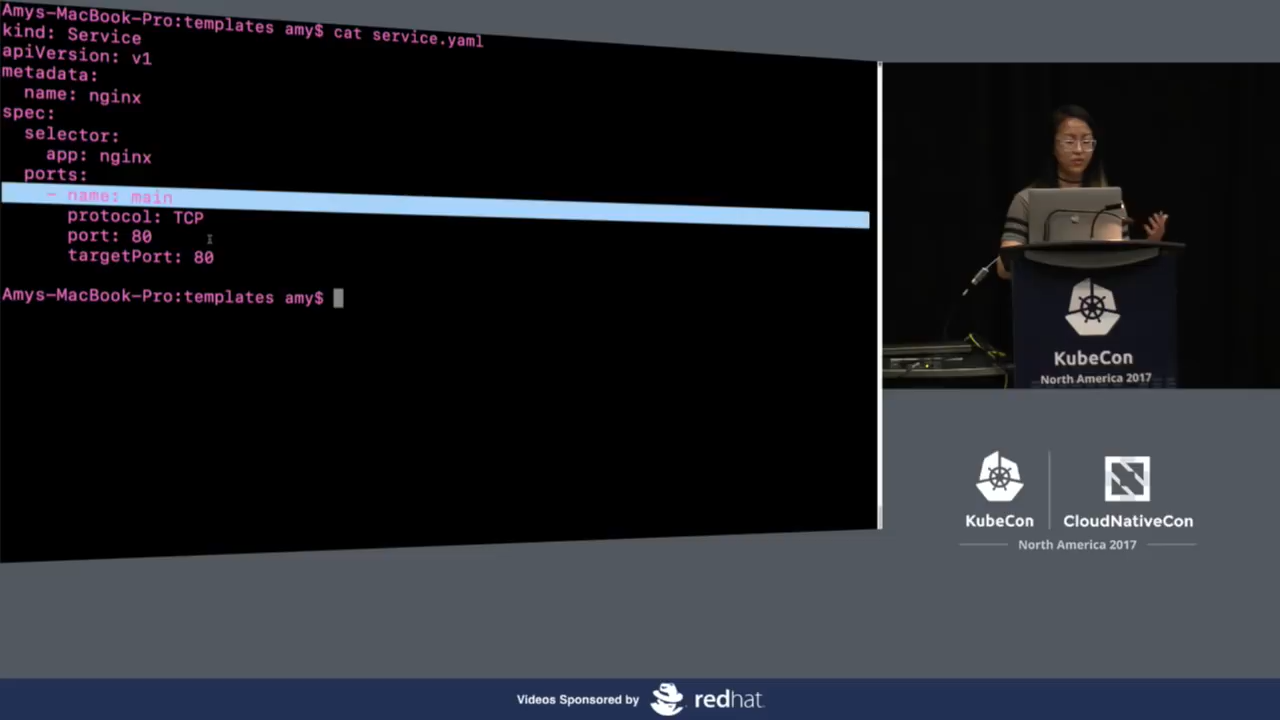 Amys-MacBook-Pro:templates amy$ cat service.yaml
kind: Service
apiVersion: v1
metadata:
  name: nginx
spec:
  selector:
    app: nginx
  ports:
    - name: main
      protocol: TCP
      port: 80
      targetPort: 80
Amys-MacBook-Pro:templates amy$
KubeCon
North America 2017
KubeCon
CloudNativeCon
North America 2017
Videos Sponsored by
redhat.